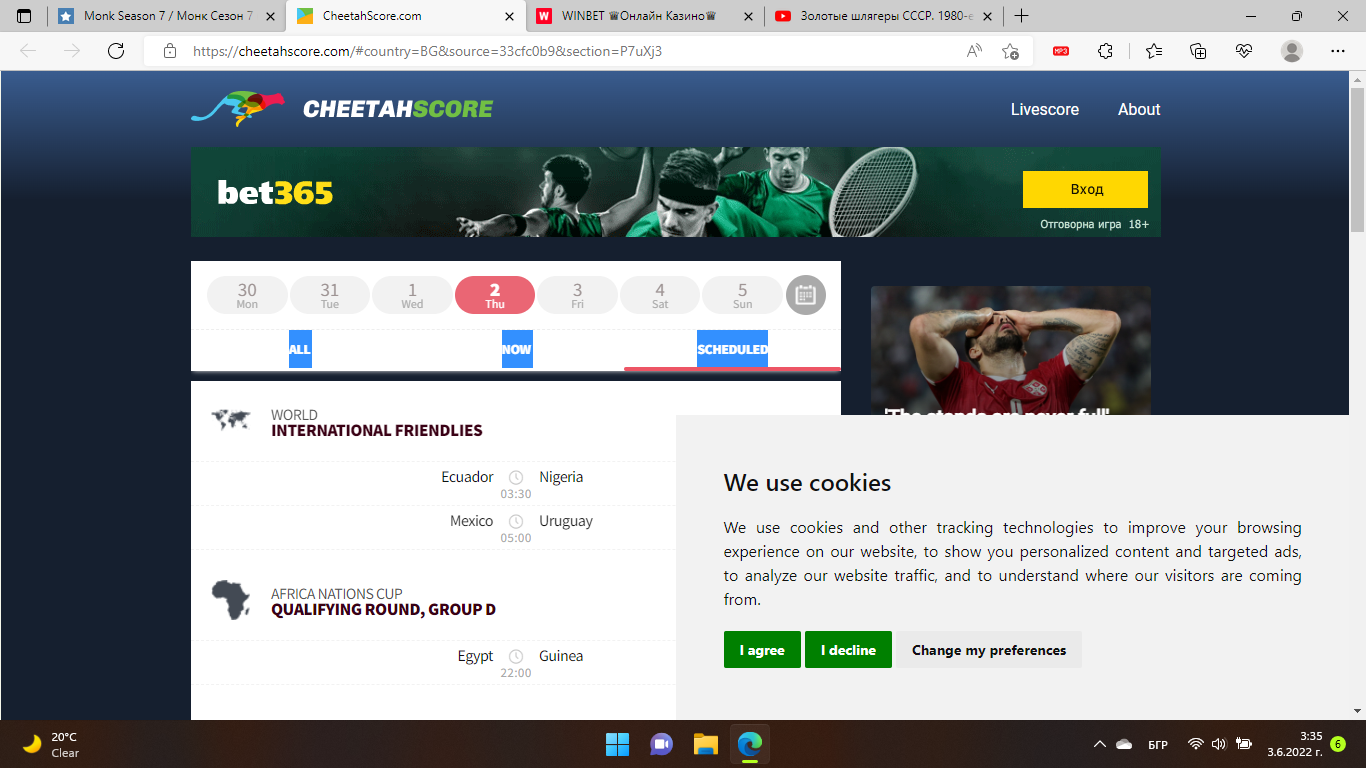 Monk Season 7 / Монк Сезон 7
CheetahScore.com
WINBET ♛Онлайн Казино♛
Золотые шлягеры СССР. 1980-е
https://cheetahscore.com/#country=BG&source=33cfc0b9&section=P7uXj3
MP3
CHEETAHSCORE
Livescore
About
bet365
Вход
Отговорна игра 18+
30
Mon
31
Tue
1
Wed
2
Thu
3
Fri
4
Sat
5
Sun
ALL
NOW
SCHEDULED
WORLD
INTERNATIONAL FRIENDLIES
Ecuador
Nigeria
03:30
Mexico
Uruguay
05:00
AFRICA NATIONS CUP
QUALIFYING ROUND, GROUP D
Egypt
Guinea
22:00
'The stands are never full'
We use cookies
We use cookies and other tracking technologies to improve your browsing
experience on our website, to show you personalized content and targeted ads,
to analyze our website traffic, and to understand where our visitors are coming
from.
I agree
I decline
Change my preferences
20°C
Clear
БГР
3:35
3.6.2022 г.
6